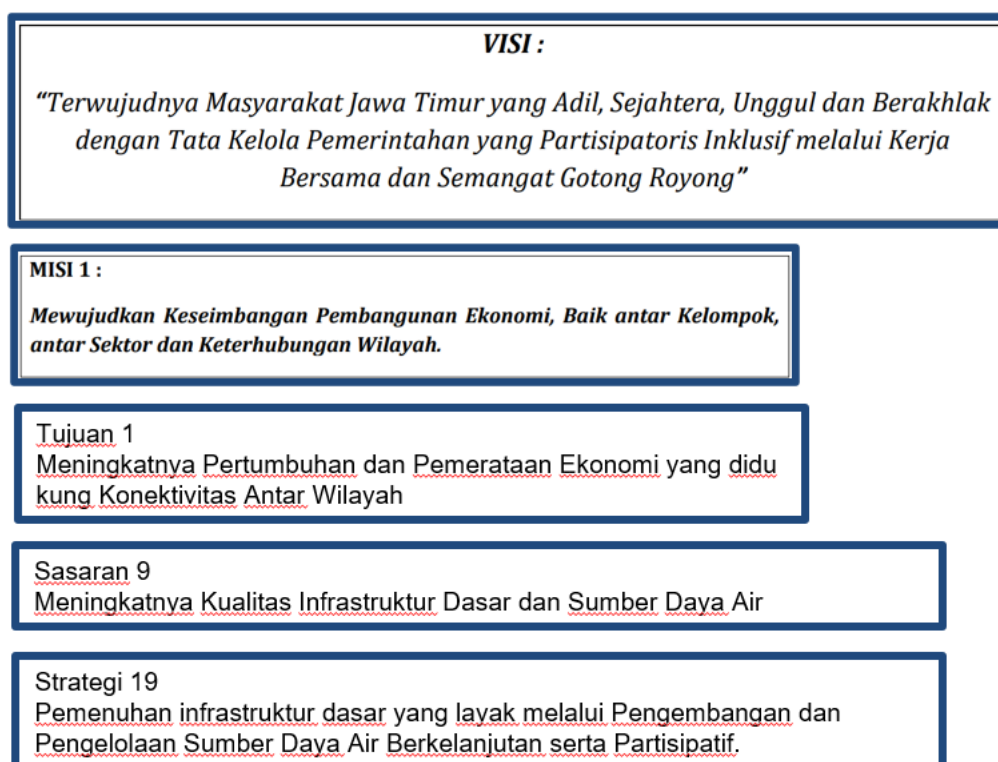 VISI :
“Terwujudnya Masyarakat Jawa Timur yang Adil, Sejahtera, Unggul dan Berakhlak
dengan Tata Kelola Pemerintahan yang Partisipatoris Inklusif melalui Kerja
Bersama dan Semangat Gotong Royong”
MISI 1 :
Mewujudkan Keseimbangan Pembangunan Ekonomi, Baik antar Kelompok,
antar Sektor dan Keterhubungan Wilayah.
Tujuan 1
Meningkatnya Pertumbuhan dan Pemerataan Ekonomi yang didu
kung Konektivitas Antar Wilayah
Sasaran 9
Meningkatnya Kualitas Infrastruktur Dasar dan Sumber Daya Air
Strategi 19
Pemenuhan infrastruktur dasar yang layak melalui Pengembangan dan
Pengelolaan Sumber Daya Air Berkelanjutan serta Partisipatif.